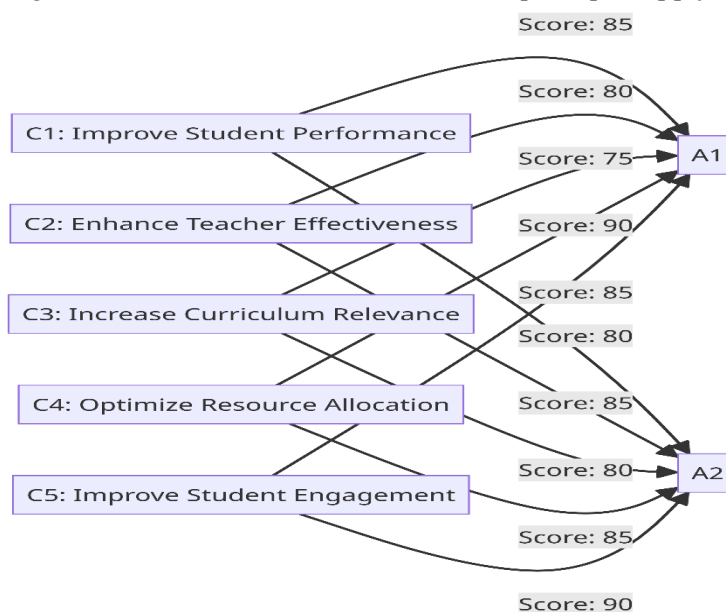 Score: 85
Score: 80
C1: Improve Student Performance
Score: 75
A1
C2: Enhance Teacher Effectiveness
Score: 90
Score: 85
C3: Increase Curriculum Relevance
Score: 80
C4: Optimize Resource Allocation
Score: 85
Score: 80
A2
C5: Improve Student Engagement
Score: 85
Score: 90